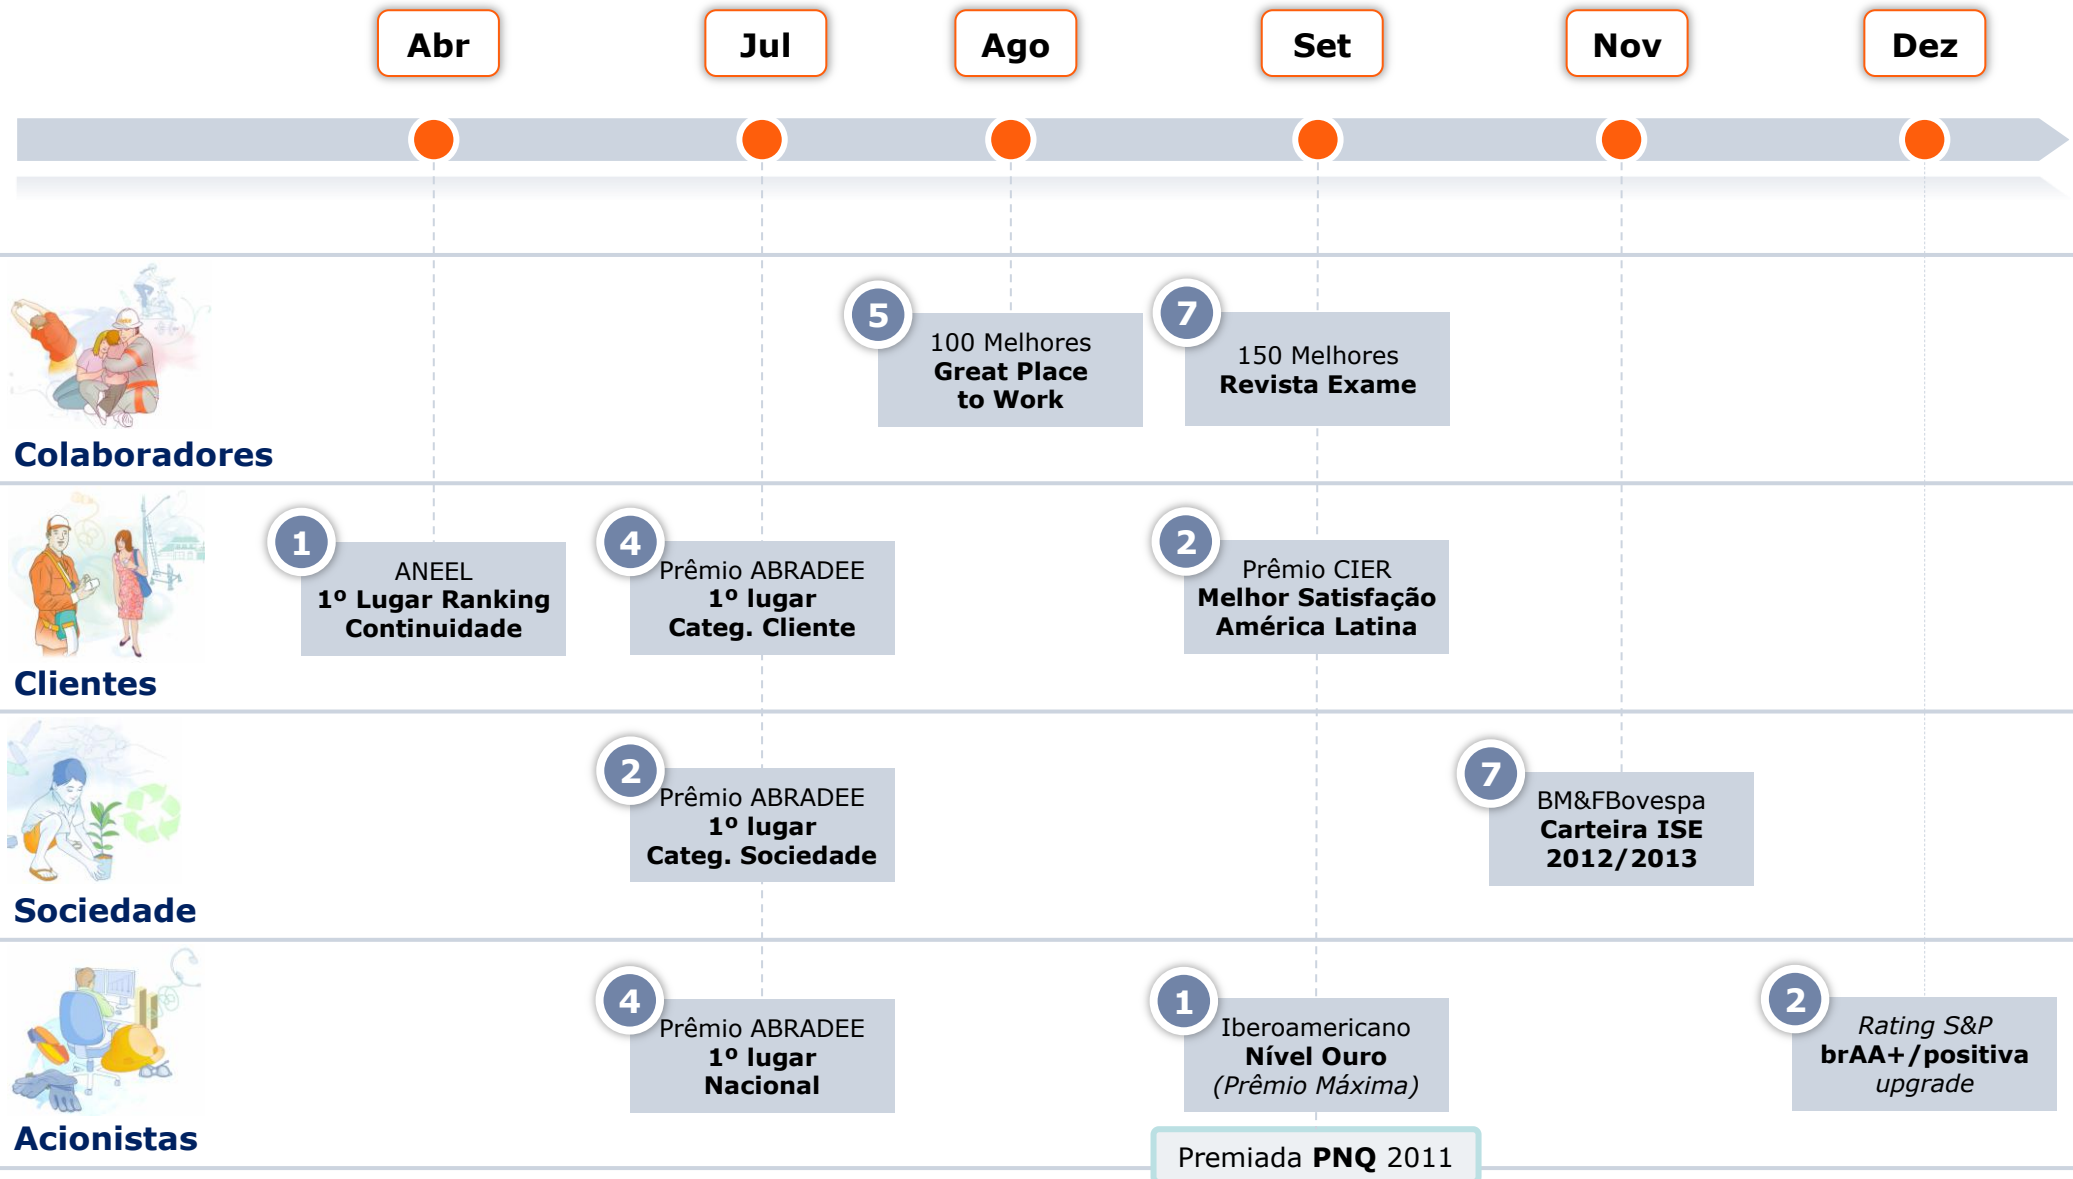 Abr
Jul
Ago
Set
Nov
Dez
5
100 Melhores
Great Place
to Work
7
150 Melhores
Revista Exame
Colaboradores
1
ANEEL
1º Lugar Ranking
Continuidade
4
Prêmio ABRADEE
1º lugar
Categ. Cliente
2
Prêmio CIER
Melhor Satisfação
América Latina
Clientes
2
Prêmio ABRADEE
1º lugar
Categ. Sociedade
7
BM&FBovespa
Carteira ISE
2012/2013
Sociedade
4
Prêmio ABRADEE
1º lugar
Nacional
1
Iberoamericano
Nível Ouro
(Prêmio Máxima)
2
Rating S&P
brAA+/positiva
upgrade
Acionistas
Premiada PNQ 2011